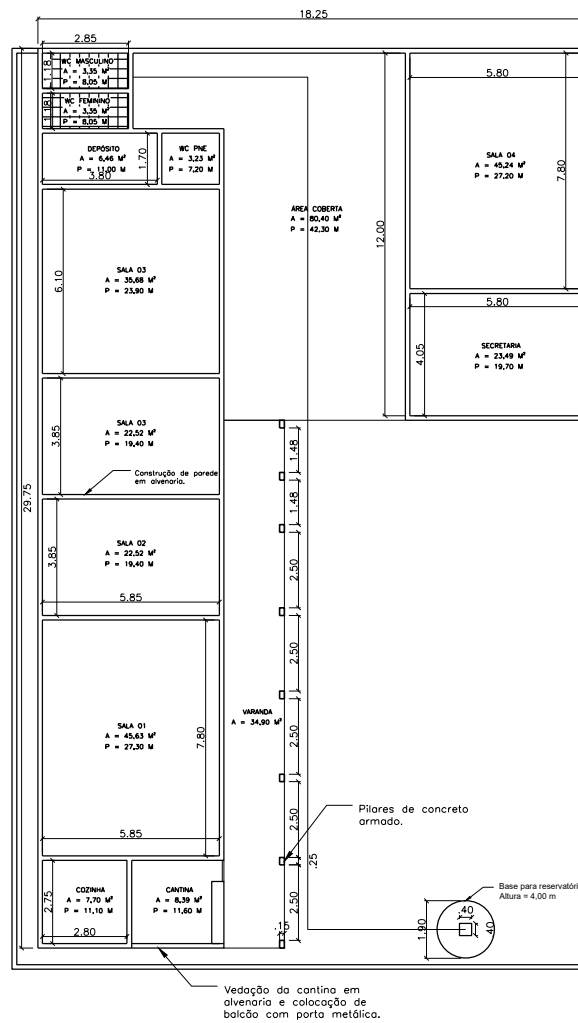 18.25
2.85
WC MASCULINO
A = 3,35 M²
P = 8,05 M
1.18
5.80
WC FEMININO
A = 3,35 M²
P = 8,05 M
1.18
DEPÓSITO
A = 6,46 M²
P = 11,00 M
3.80
1.70
WC PNE
A = 3,23 M²
P = 7,20 M
SALA 04
A = 45,24 M²
P = 27,20 M
7.80
ÁREA COBERTA
A = 80,40 M²
P = 42,30 M
12.00
SALA 03
A = 35,68 M²
P = 23,90 M
6.10
5.80
SECRETARIA
A = 23,49 M²
P = 19,70 M
4.05
SALA 03
A = 22,52 M²
P = 19,40 M
3.85
Construção de parede
em alvenaria.
1.48
1.48
29.75
SALA 02
A = 22,52 M²
P = 19,40 M
3.85
5.85
2.50
2.50
SALA 01
A = 45,63 M²
P = 27,30 M
7.80
5.85
VARANDA
A = 34,90 M²
2.50
2.50
Pilares de concreto
armado.
.25
COZINHA
A = 7,70 M²
P = 11,10 M
2.75
2.80
CANTINA
A = 8,39 M²
P = 11,60 M
2.50
.15
Base para reservatóri
Altura = 4,00 m
.40
.40
1.90
Vedação da cantina em
alvenaria e colocação de
balcão com porta metálica.